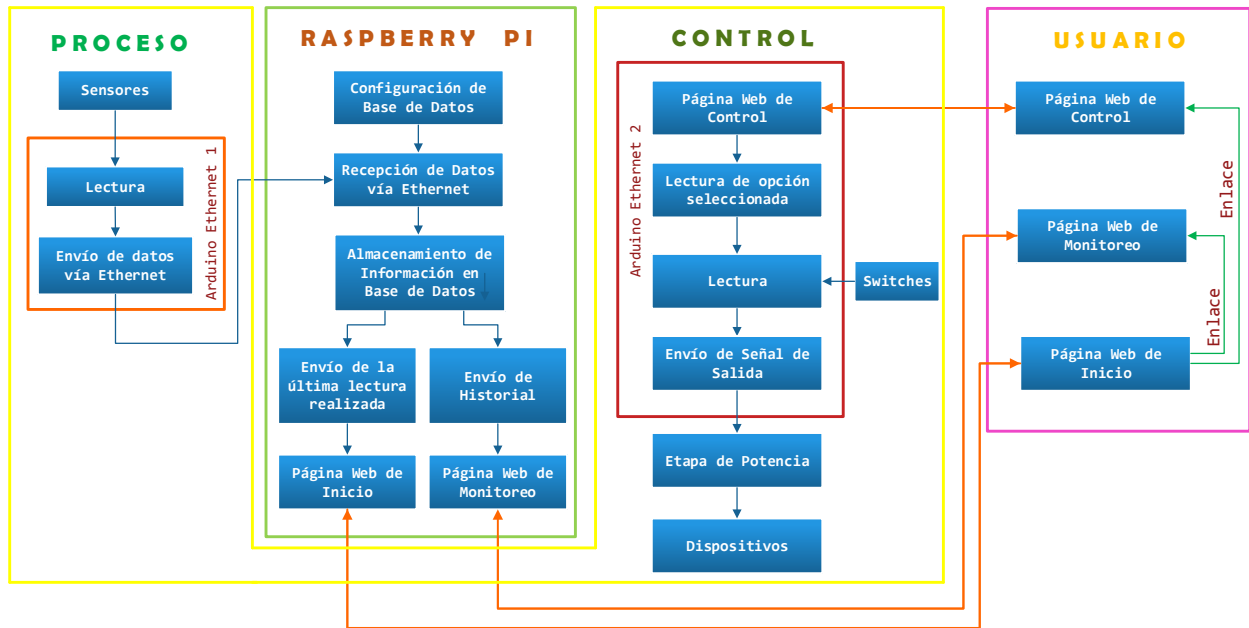 PROCESO
Sensores
Lectura
Envío de datos
vía Ethernet
Arduino Ethernet 1
RASPBERRY PI
Configuración de
Base de Datos
Recepción de Datos
vía Ethernet
Almacenamiento de
Información en
Base de Datos
Envío de la
última lectura
realizada
Envío de
Historial
Página Web de
Inicio
Página Web de
Monitoreo
CONTROL
Arduino Ethernet 2
Página Web de
Control
Lectura de opción
seleccionada
Lectura
Switches
Envío de Señal de
Salida
Etapa de Potencia
Dispositivos
USUARIO
Página Web de
Control
Página Web de
Monitoreo
Página Web de
Inicio
Enlace
Enlace